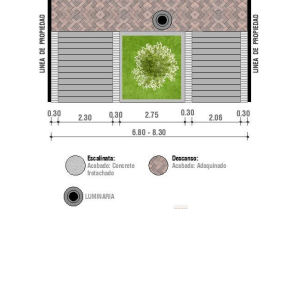 LINEA DE PROPIEDAD
LINEA DE PROPIEDAD
0.30 2.30 0.30 2.75 0.30 2.06 0.30
6.80 - 8.30
Escalinata:
Acabado: Concreto
frotachado
Descanso:
Acabado: Adoquinado
LUMINARIA